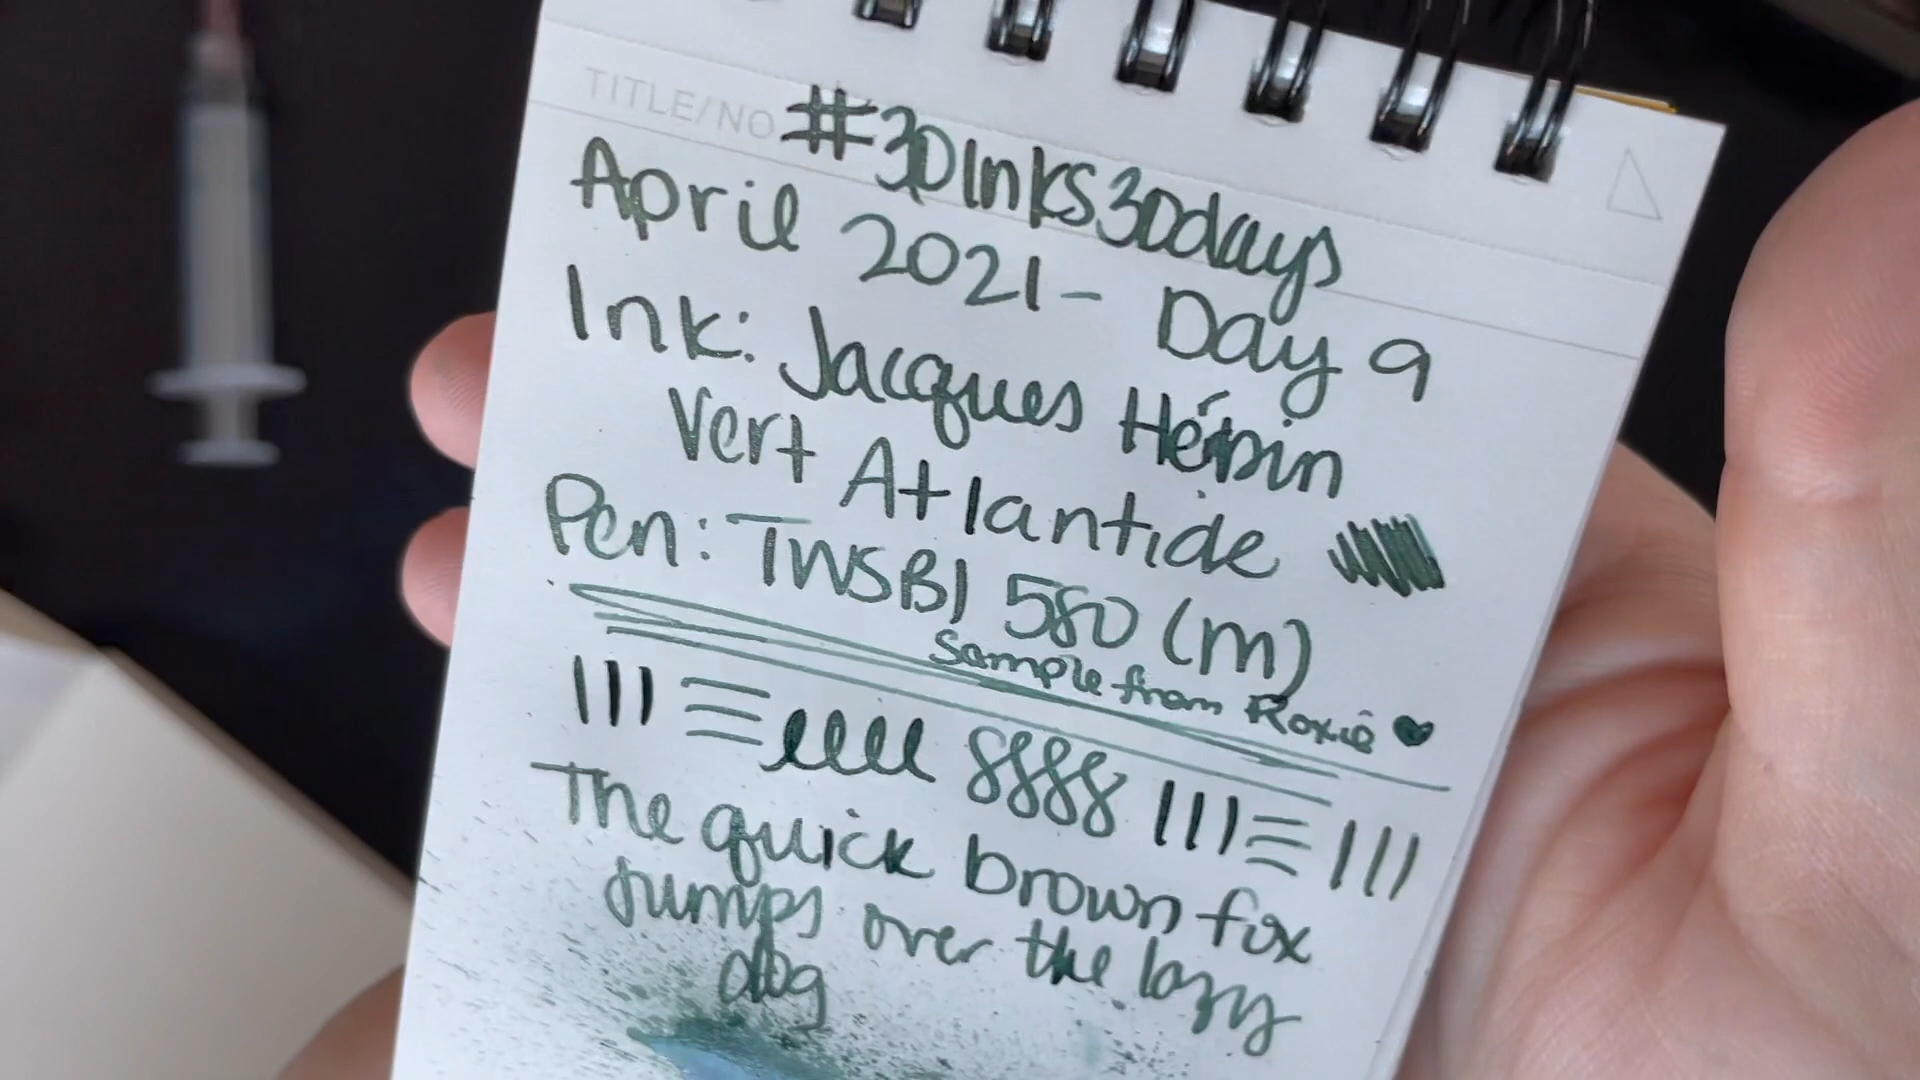 TITLE/NO
#30Inks30days
April 2021 - Day 9
Ink: Jacques Hérbin
Vert Atlantide
Pen: TWSBI 580 (M)
Sample from Roxie
The quick brown fox
jumps over the lazy
dog